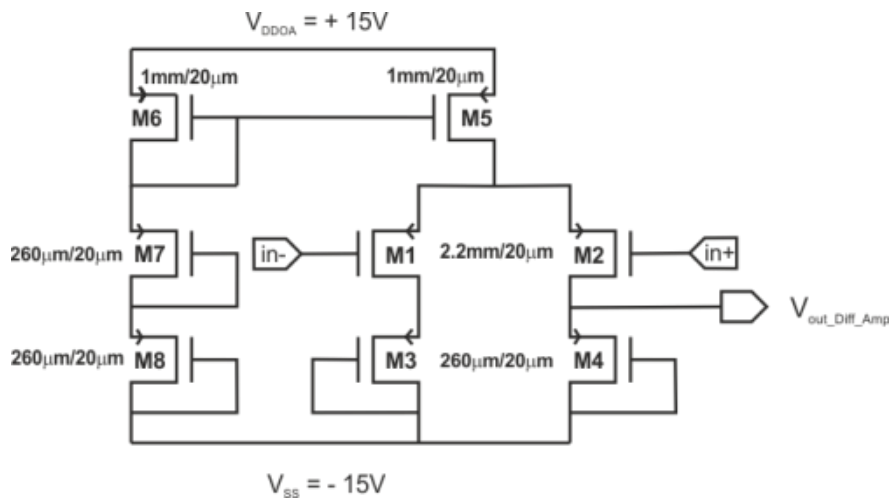 V_DDOA = + 15V
1mm/20μm
1mm/20μm
M6
M5
260μm/20μm
M7
in-
M1
2.2mm/20μm
M2
in+
V_out_Diff_Amp
260μm/20μm
M8
M3
260μm/20μm
M4
V_SS = - 15V